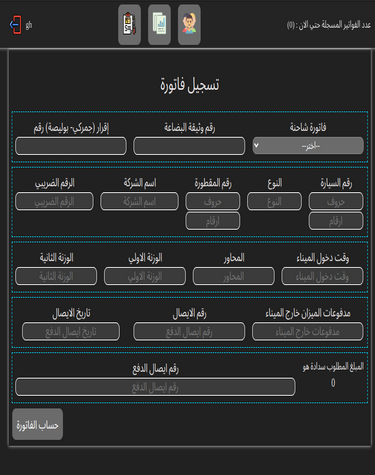 عدد الفواتير المسجلة حتي الان : (0)
gh
تسجيل فاتورة
فاتورة شاحنة
رقم وثيقة البضاعة
إقرار (جمركي- بوليصة) رقم
--اختر--
رقم السيارة
النوع
رقم المقطورة
اسم الشركة
الرقم الضريبي
حروف
النوع
حروف
اسم الشركة
الرقم الضريبي
ارقام
ارقام
وقت دخول الميناء
المحاور
الوزنة الاولي
الوزنة الثانية
وقت دخول الميناء
المحاور
الوزنة الاولي
الوزنة الثانية
مدفوعات الميزان خارج الميناء
رقم الايصال
تاريخ الايصال
مدفوعات خارج الميناء
رقم ايصال الدفع
تاريخ ايصال الدفع
المبلغ المطلوب سدادة هو
رقم ايصال الدفع
0
رقم ايصال الدفع
حساب الفاتورة